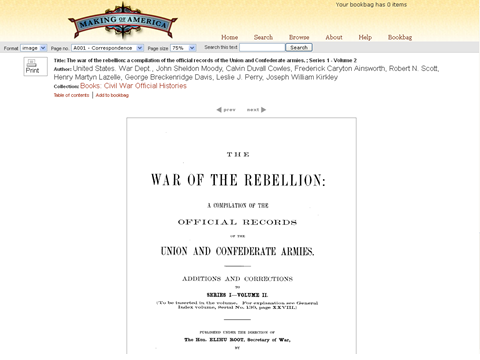 Your bookbag has 0 items
MAKING OF AMERICA
Home Search Browse About Help Bookbag
Format image Page no. A001 - Correspondence Page size 75% Search this text Search
Print
Title: The war of the rebellion: a compilation of the official records of the Union and Confederate armies. ; Series 1 - Volume 2
Author: United States. War Dept., John Sheldon Moody, Calvin Duvall Cowles, Frederick Caryton Ainsworth, Robert N. Scott,
Henry Martyn Lazelle, George Breckenridge Davis, Leslie J. Perry, Joseph William Kirkley
Collection: Books: Civil War Official Histories
Table of contents | Add to bookbag
prev next
THE
WAR OF THE REBELLION:
A COMPILATION OF THE
OFFICIAL RECORDS
OF THE
UNION AND CONFEDERATE ARMIES.
ADDITIONS AND CORRECTIONS
TO
SERIES I—VOLUME II.
(To be inserted in the volume. For explanation see General
Index volume, Serial No. 130, page XXVIII.)
PUBLISHED UNDER THE DIRECTION OF
The Hon. ELIHU ROOT, Secretary of War,
BY